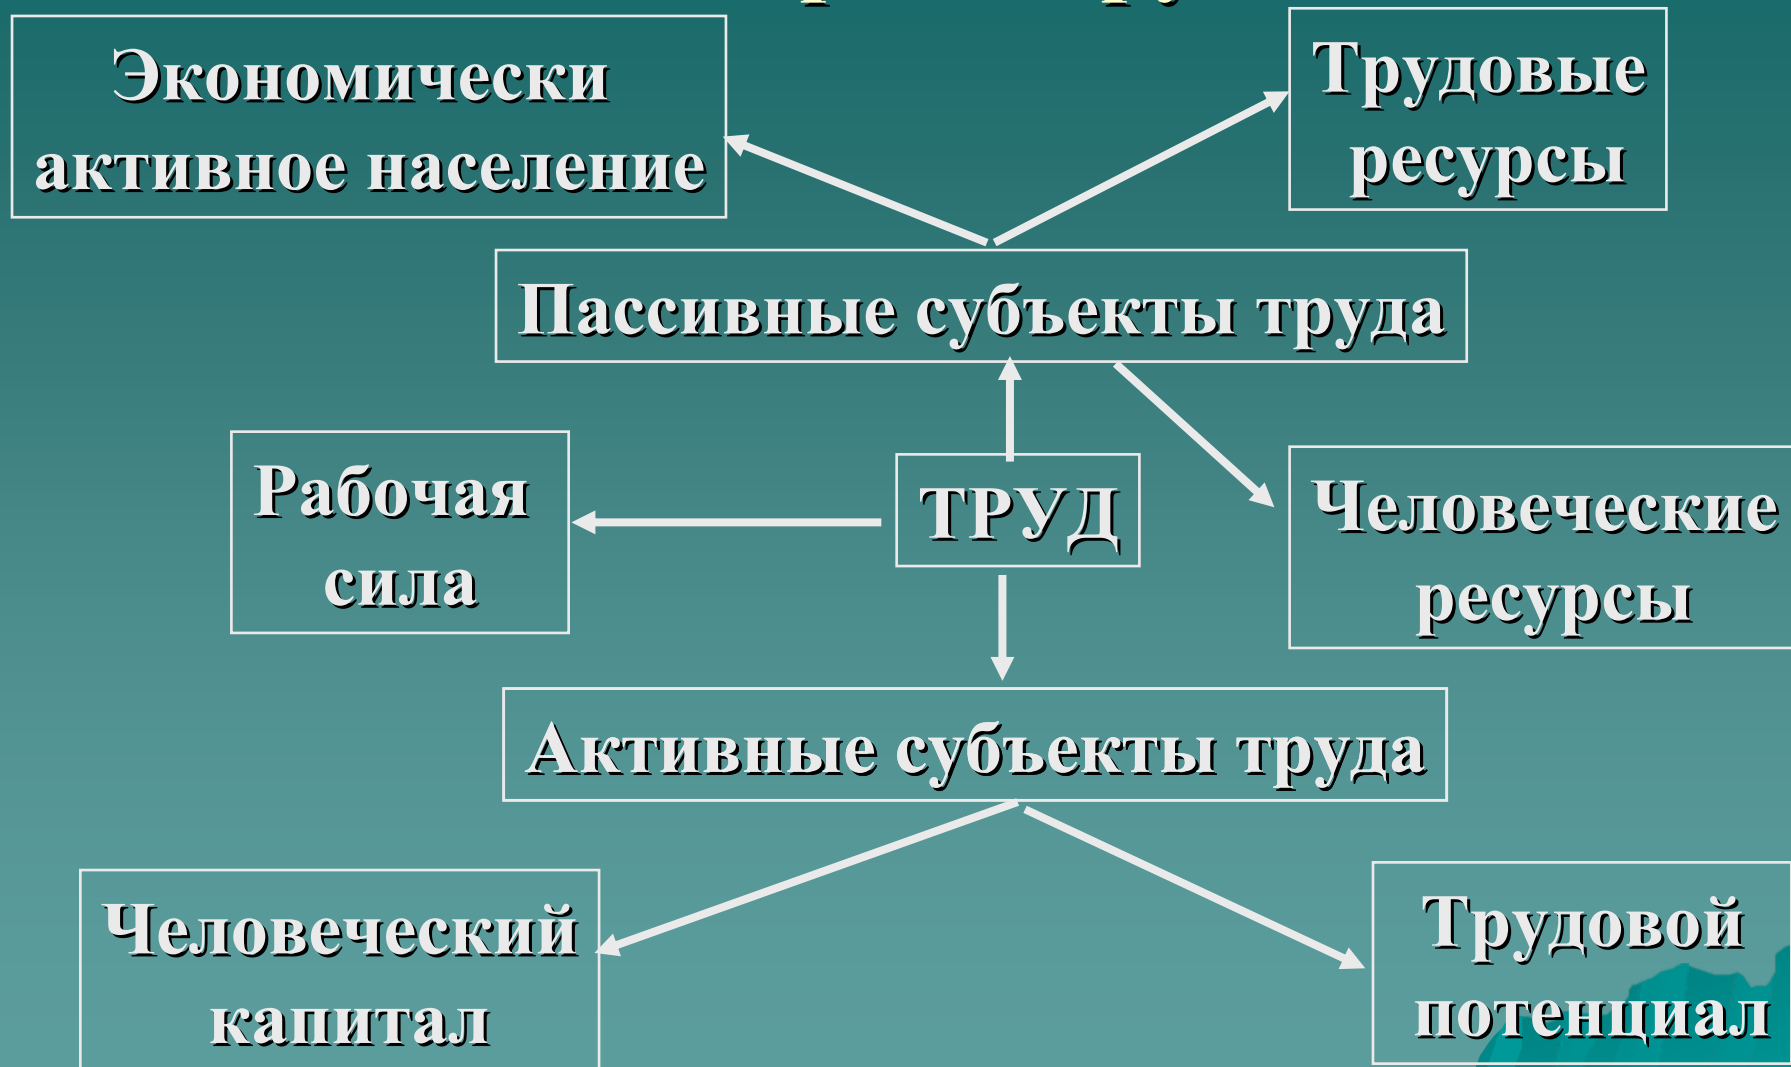 Экономически
активное население
Трудовые
ресурсы
Пассивные субъекты труда
Рабочая
сила
ТРУД
Человеческие
ресурсы
Активные субъекты труда
Человеческий
капитал
Трудовой
потенциал